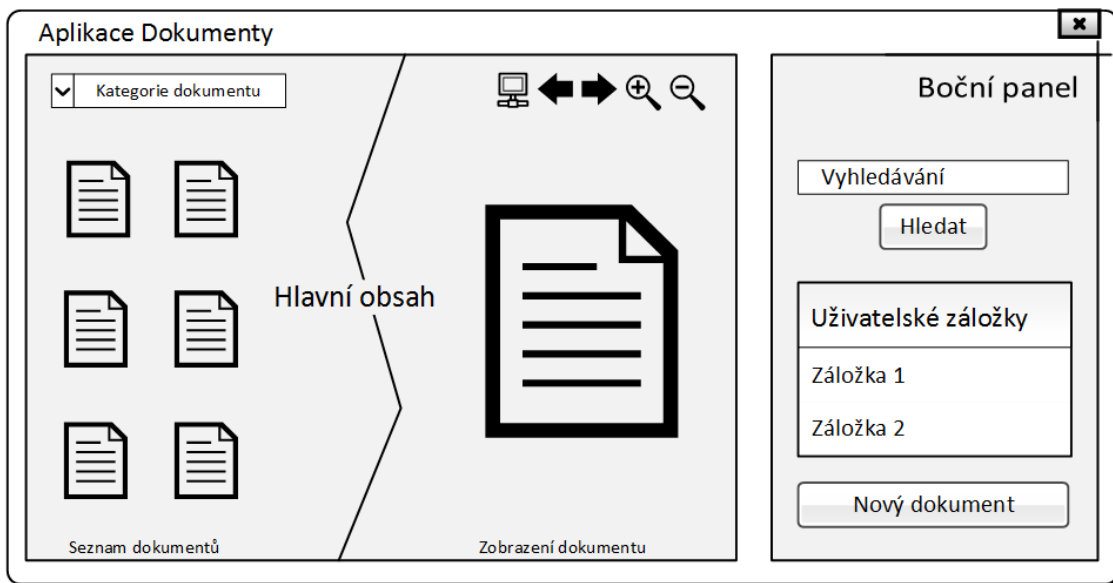 Aplikace Dokumenty
Kategorie dokumentu
Hlavní obsah
Seznam dokumentů
Zobrazení dokumentu
Boční panel
Vyhledávání
Hledat
Uživatelské záložky
Záložka 1
Záložka 2
Nový dokument